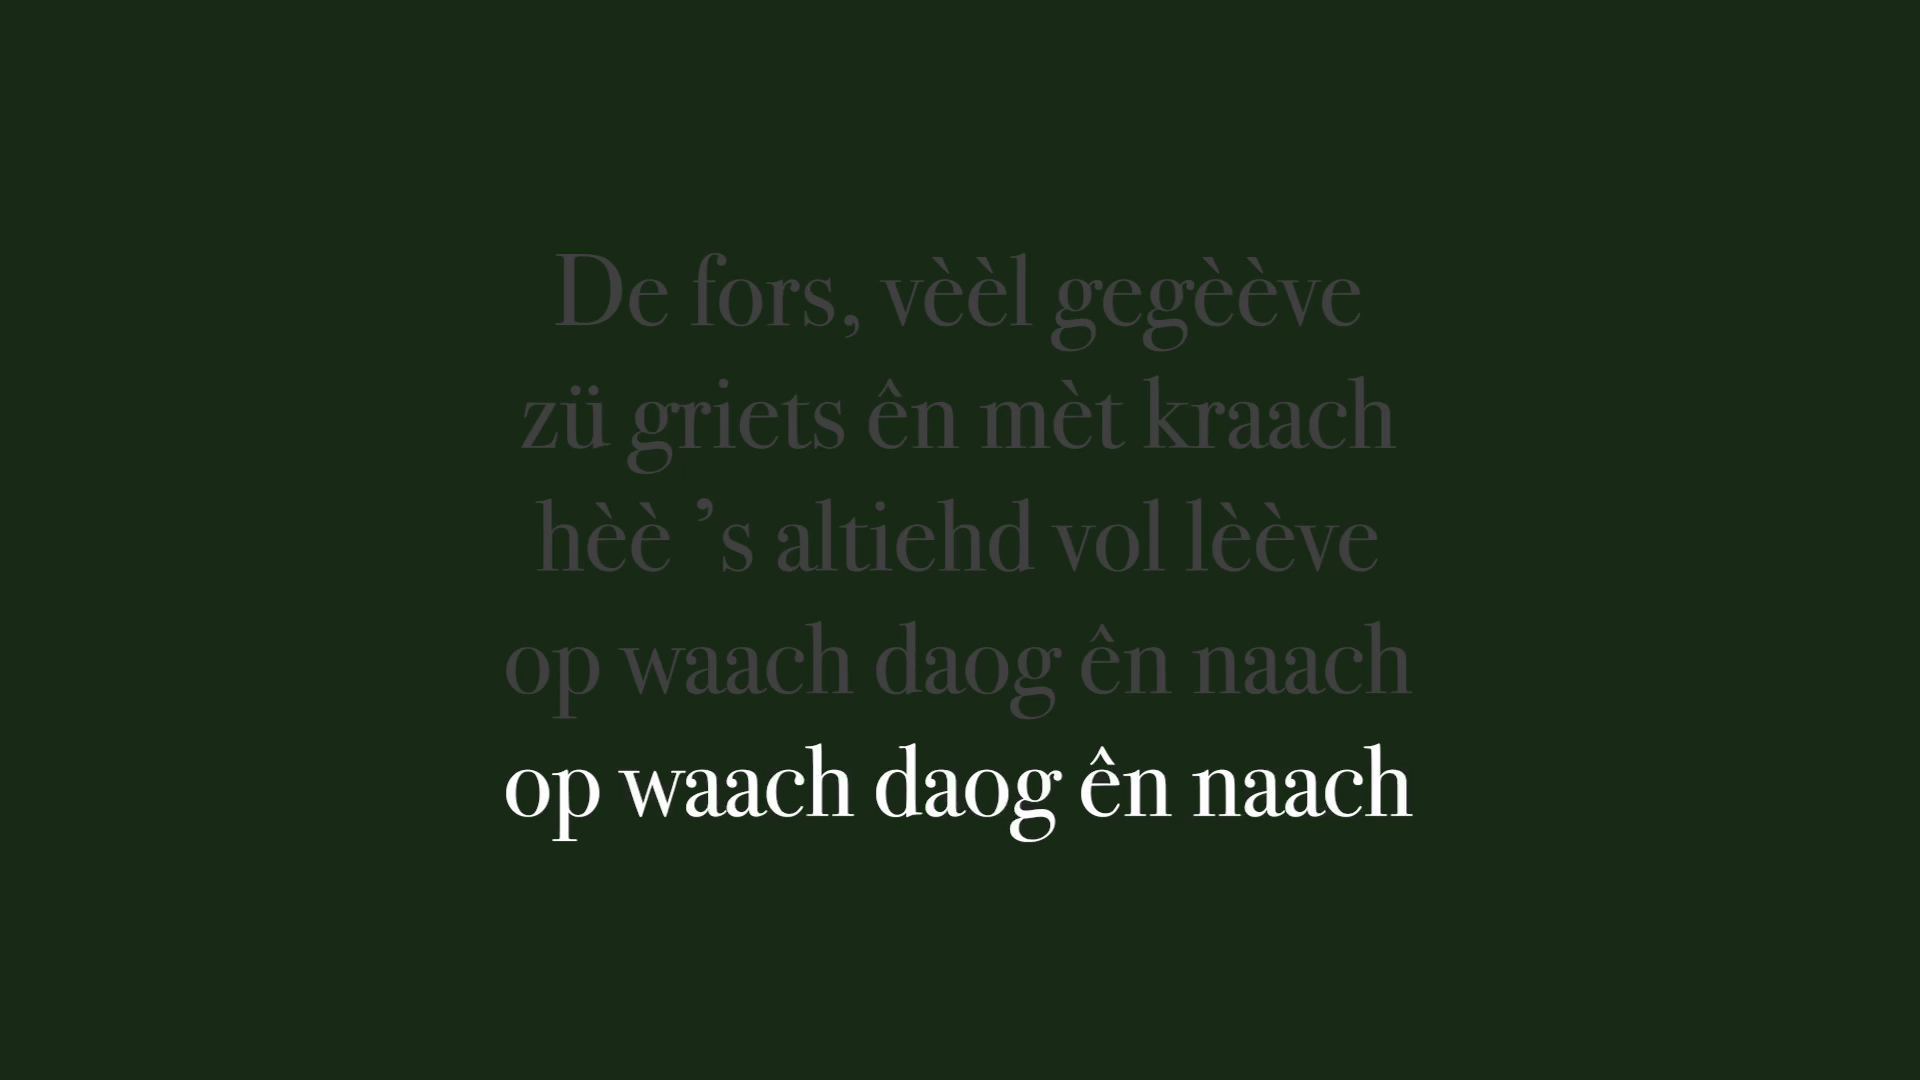 De fors, vèèl gegèève
zü griets ên mèt kraach
hèè ’s altiehd vol lèève
op waach daog ên naach
op waach daog ên naach